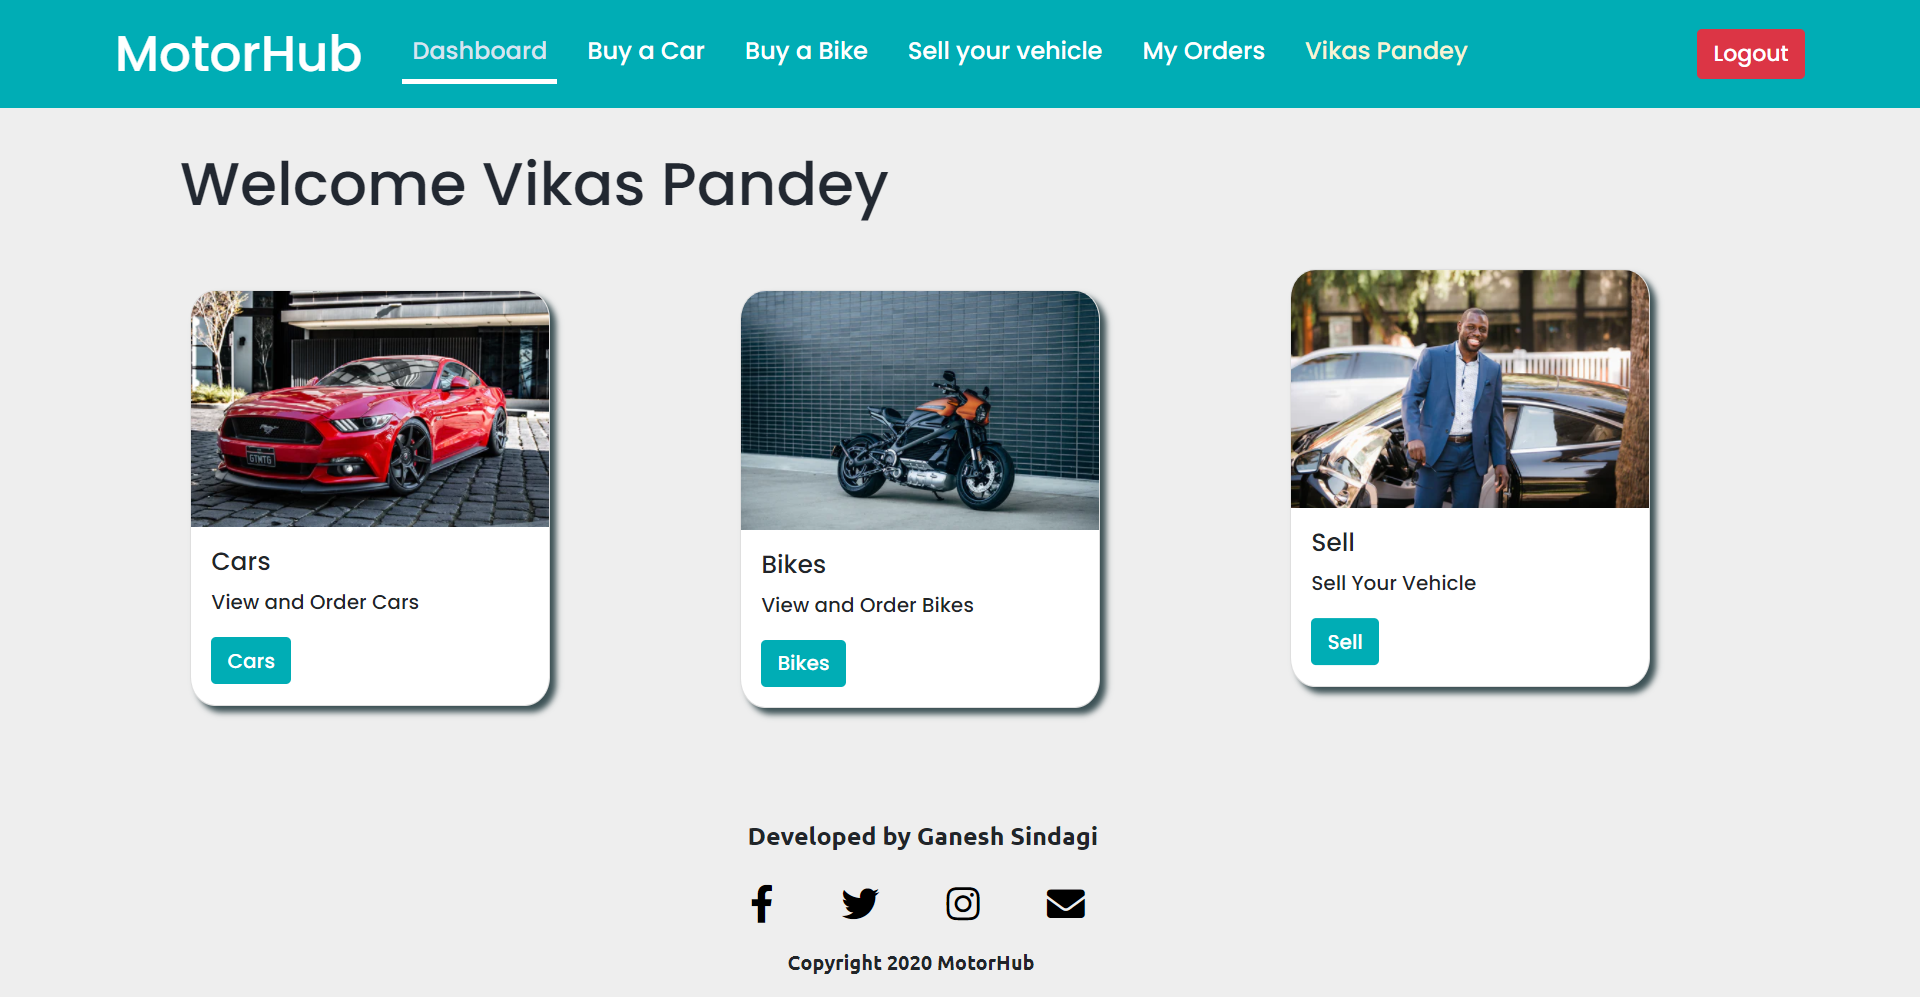 MotorHub Dashboard Buy a Car Buy a Bike Sell your vehicle My Orders Vikas Pandey Logout
Welcome Vikas Pandey
GTMTG
Cars
View and Order Cars
Cars
Bikes
View and Order Bikes
Bikes
Sell
Sell Your Vehicle
Sell
Developed by Ganesh Sindagi
Copyright 2020 MotorHub